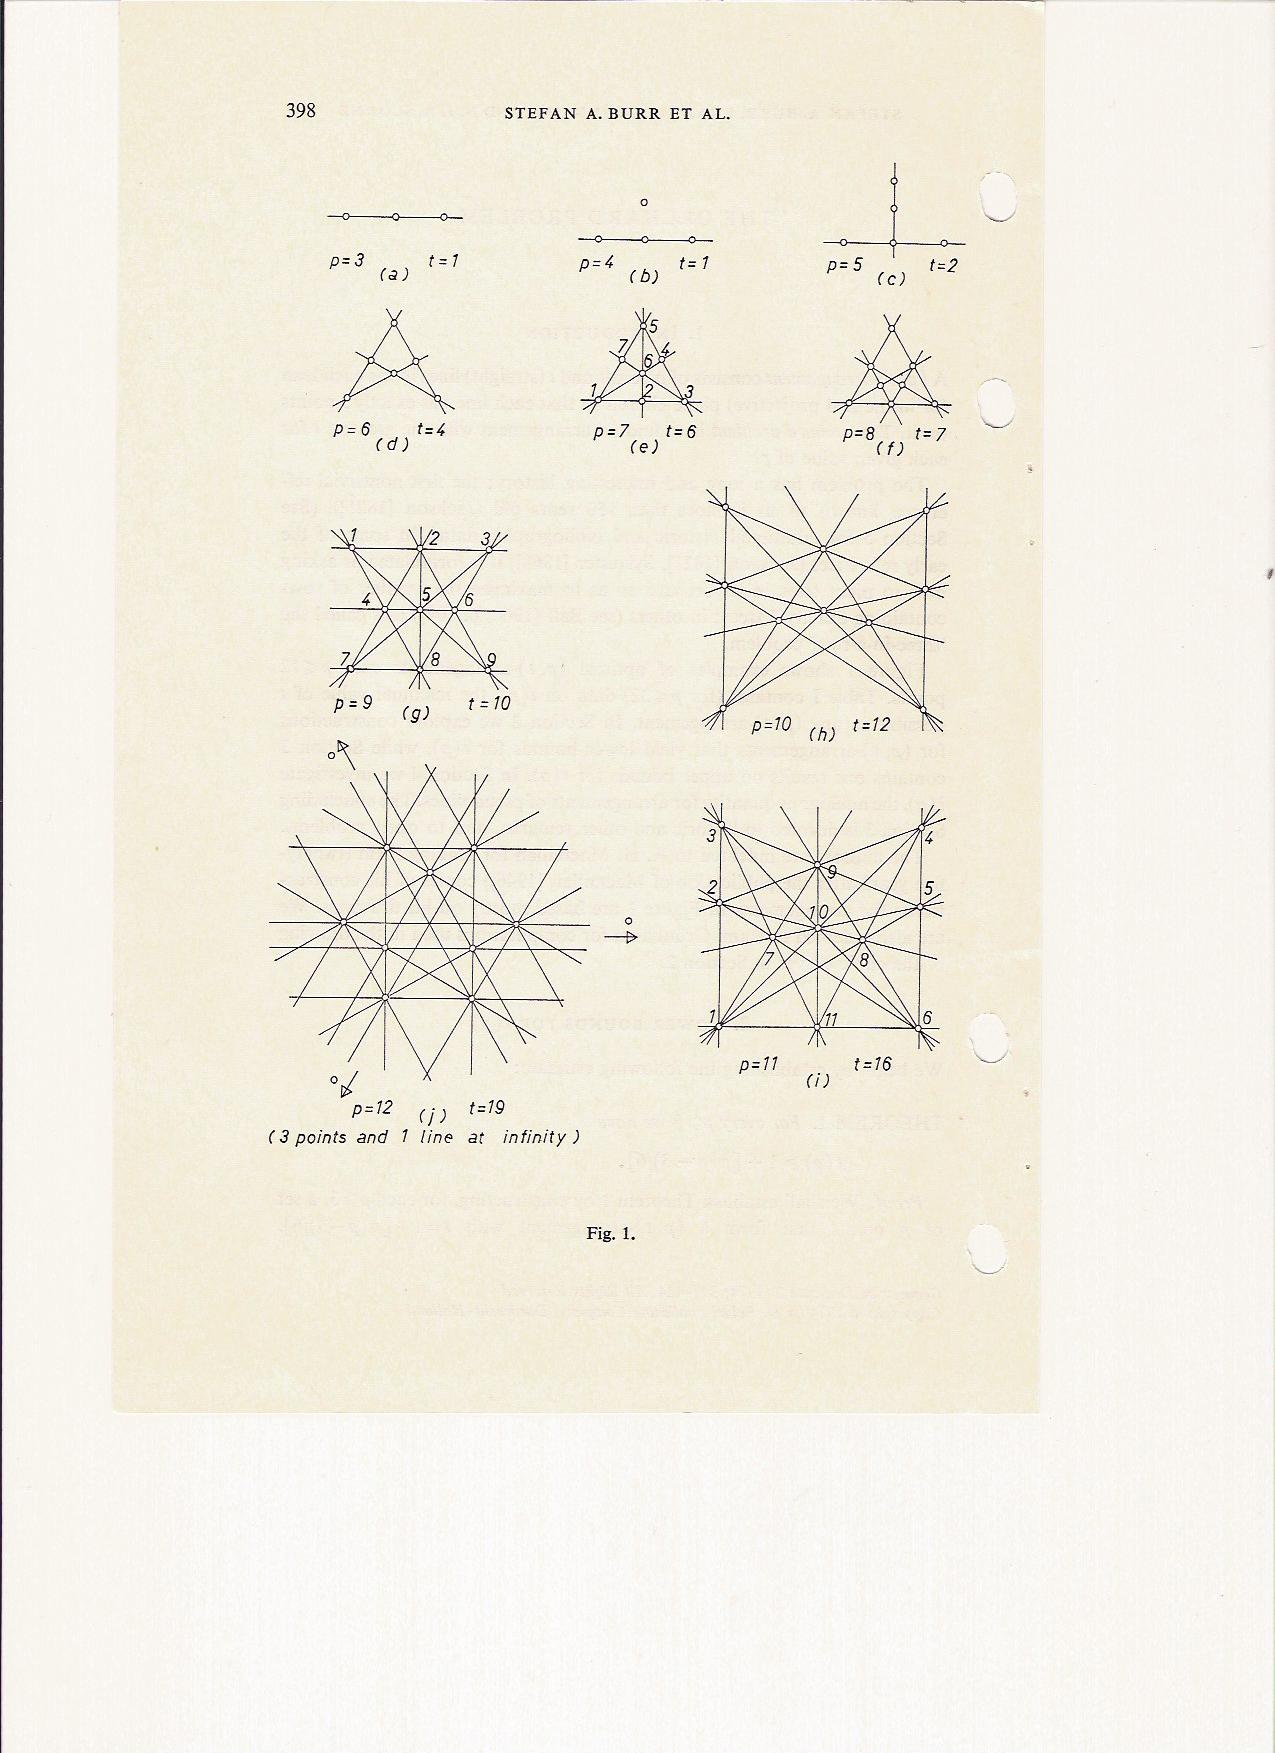 398 STEFAN A. BURR ET AL.
p=3 (a) t=1
p=4 (b) t=1
p=5 (c) t=2
p=6 (d) t=4
5
7 4
6
1 2 3
p=7 (e) t=6
p=8 (f) t=7
1 2 3
4 5 6
7 8 9
p=9 (g) t=10
p=10 (h) t=12
3 4
9
2 5
10
7 8
1 11 6
p=11 (i) t=16
p=12 (j) t=19
(3 points and 1 line at infinity)
Fig. 1.